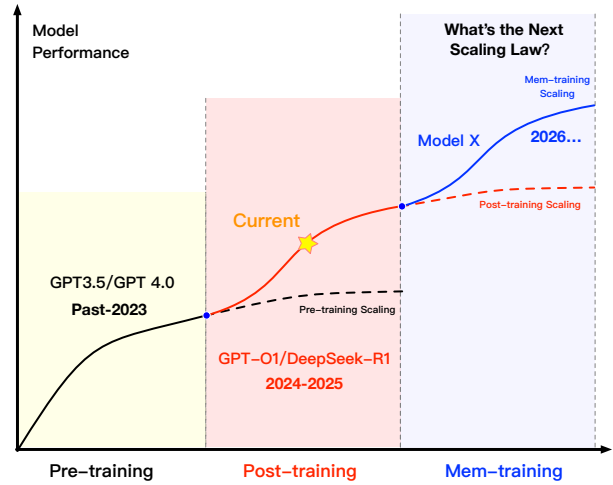 Model
Performance
What's the Next
Scaling Law?
Mem-training
Scaling
Model X
2026...
Post-training Scaling
Current
GPT3.5/GPT 4.0
Past-2023
Pre-training Scaling
GPT-O1/DeepSeek-R1
2024-2025
Pre-training
Post-training
Mem-training